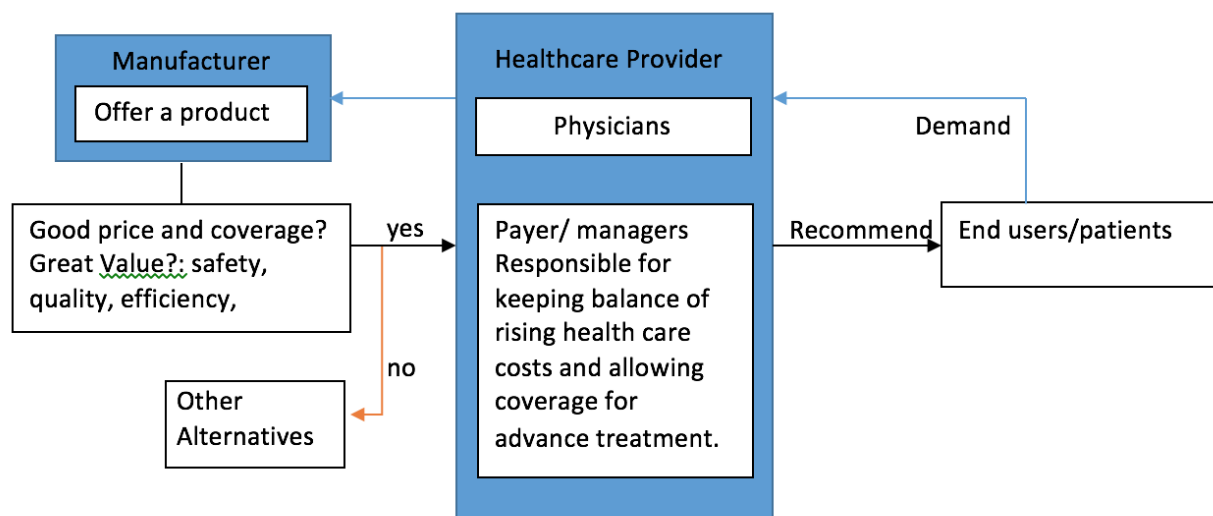 Manufacturer
Offer a product
Good price and coverage?
Great Value?: safety,
quality, efficiency,
yes
no
Other
Alternatives
Healthcare Provider
Physicians
Payer/ managers
Responsible for
keeping balance of
rising health care
costs and allowing
coverage for
advance treatment.
Demand
Recommend
End users/patients